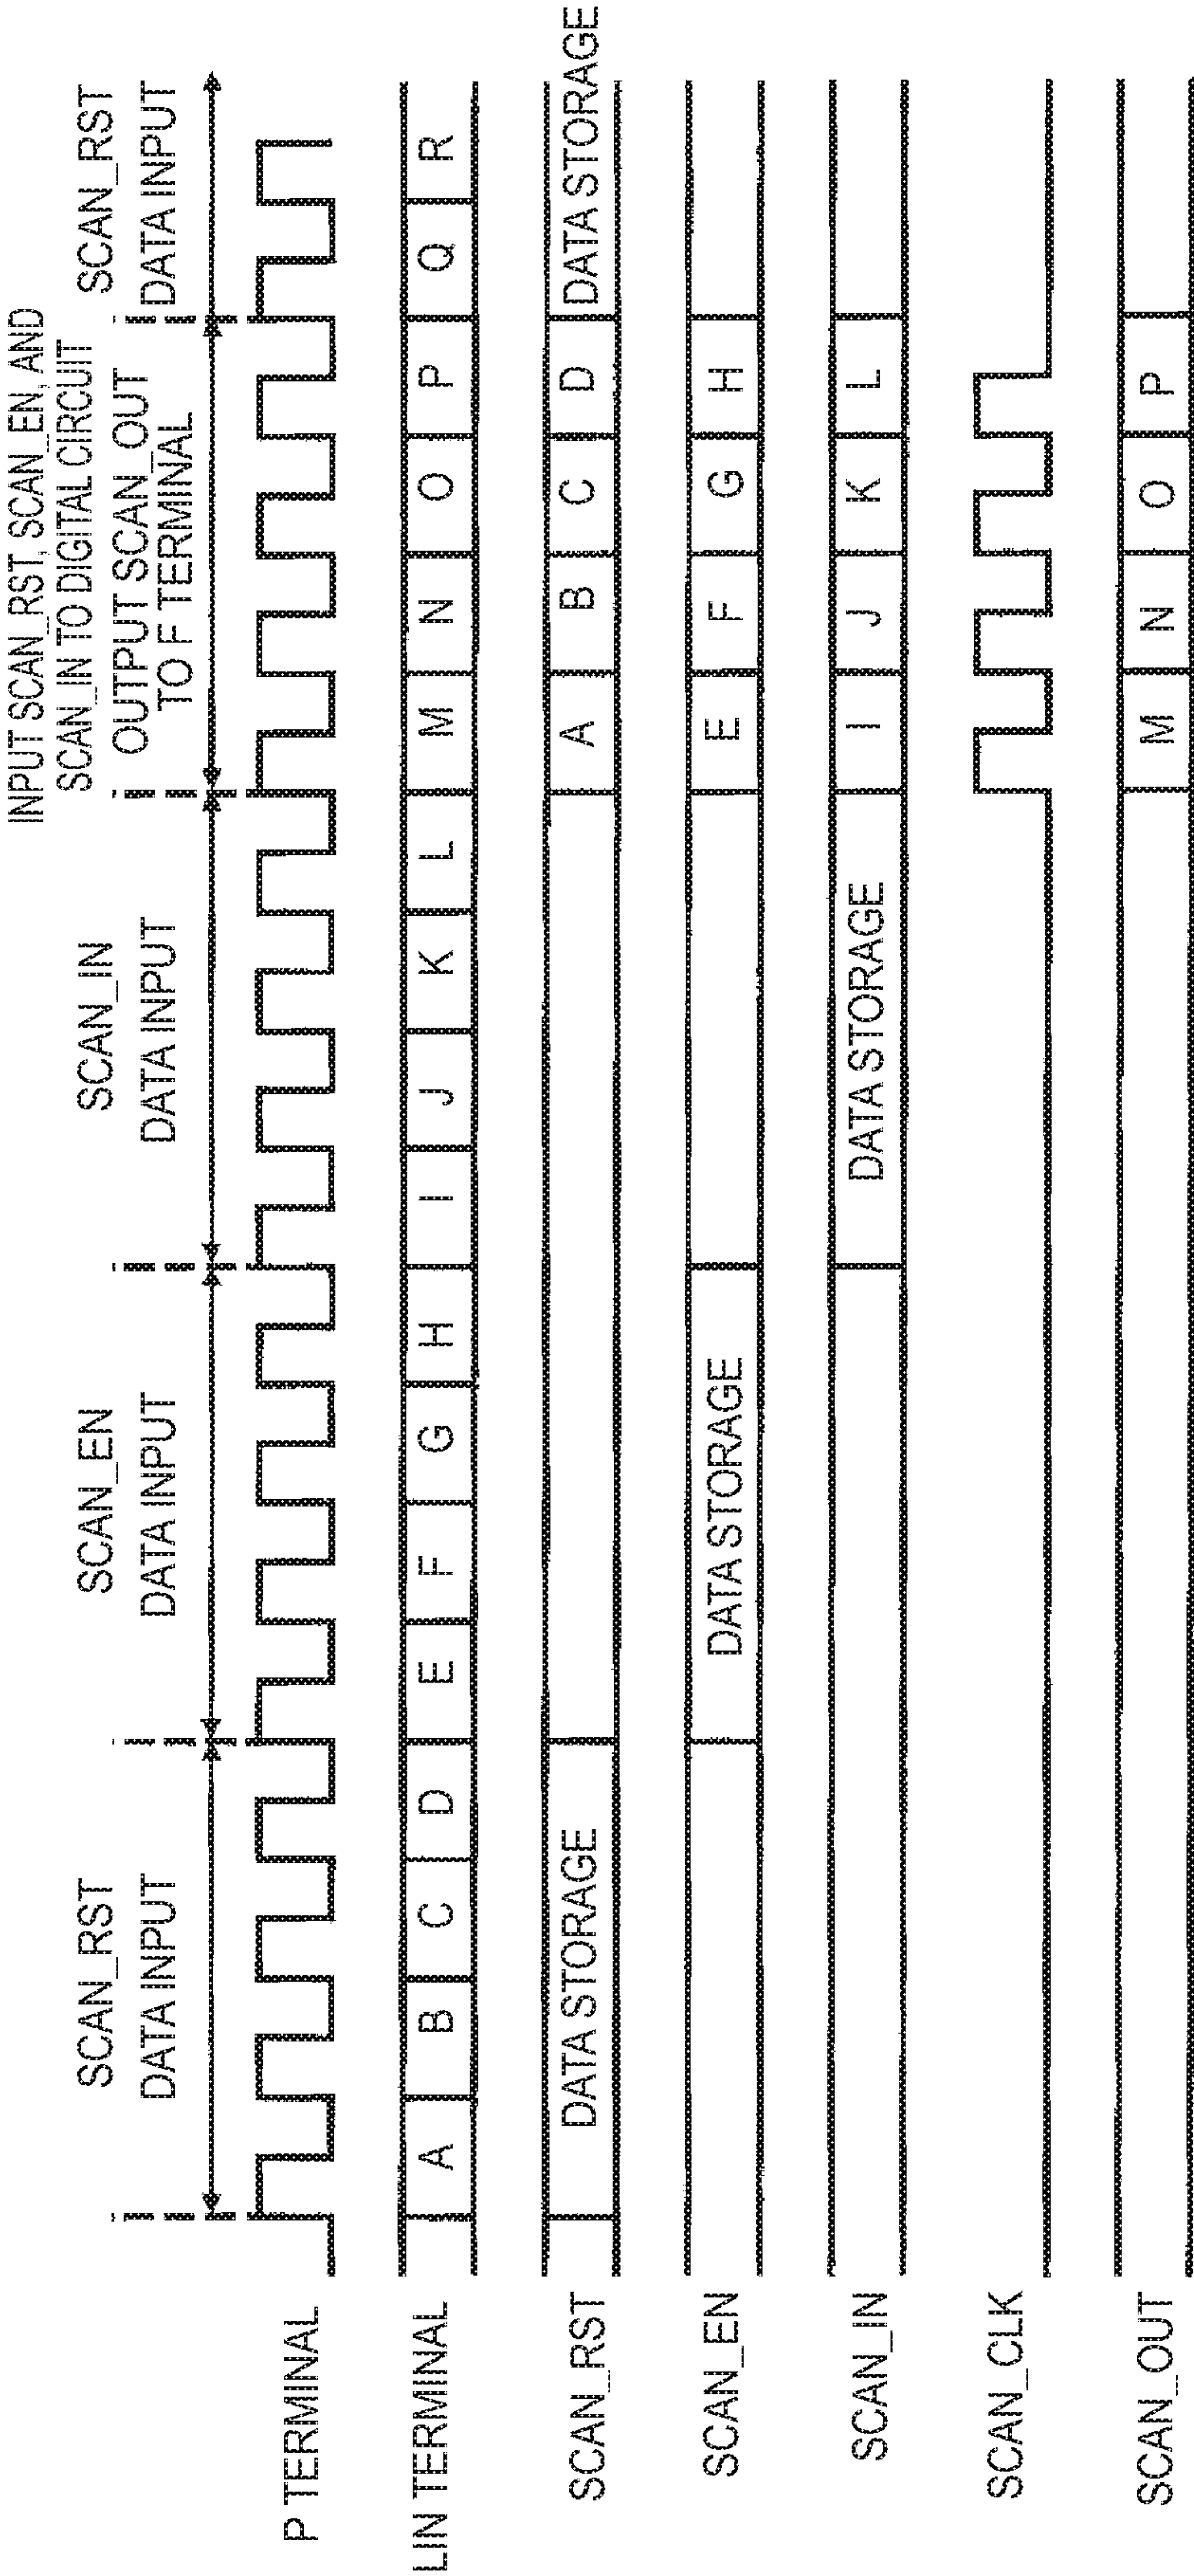 SCAN_RST
DATA INPUT
SCAN_EN
DATA INPUT
SCAN_IN
DATA INPUT
INPUT SCAN_RST, SCAN_EN, AND
SCAN_IN TO DIGITAL CIRCUIT
OUTPUT SCAN_OUT
TO F TERMINAL
SCAN_RST
DATA INPUT
P TERMINAL
LIN TERMINAL A B C D E F G H I J K L M N O P Q R
SCAN_RST DATA STORAGE A B C D DATA STORAGE
SCAN_EN DATA STORAGE E F G H
SCAN_IN DATA STORAGE I J K L
SCAN_CLK
SCAN_OUT M N O P